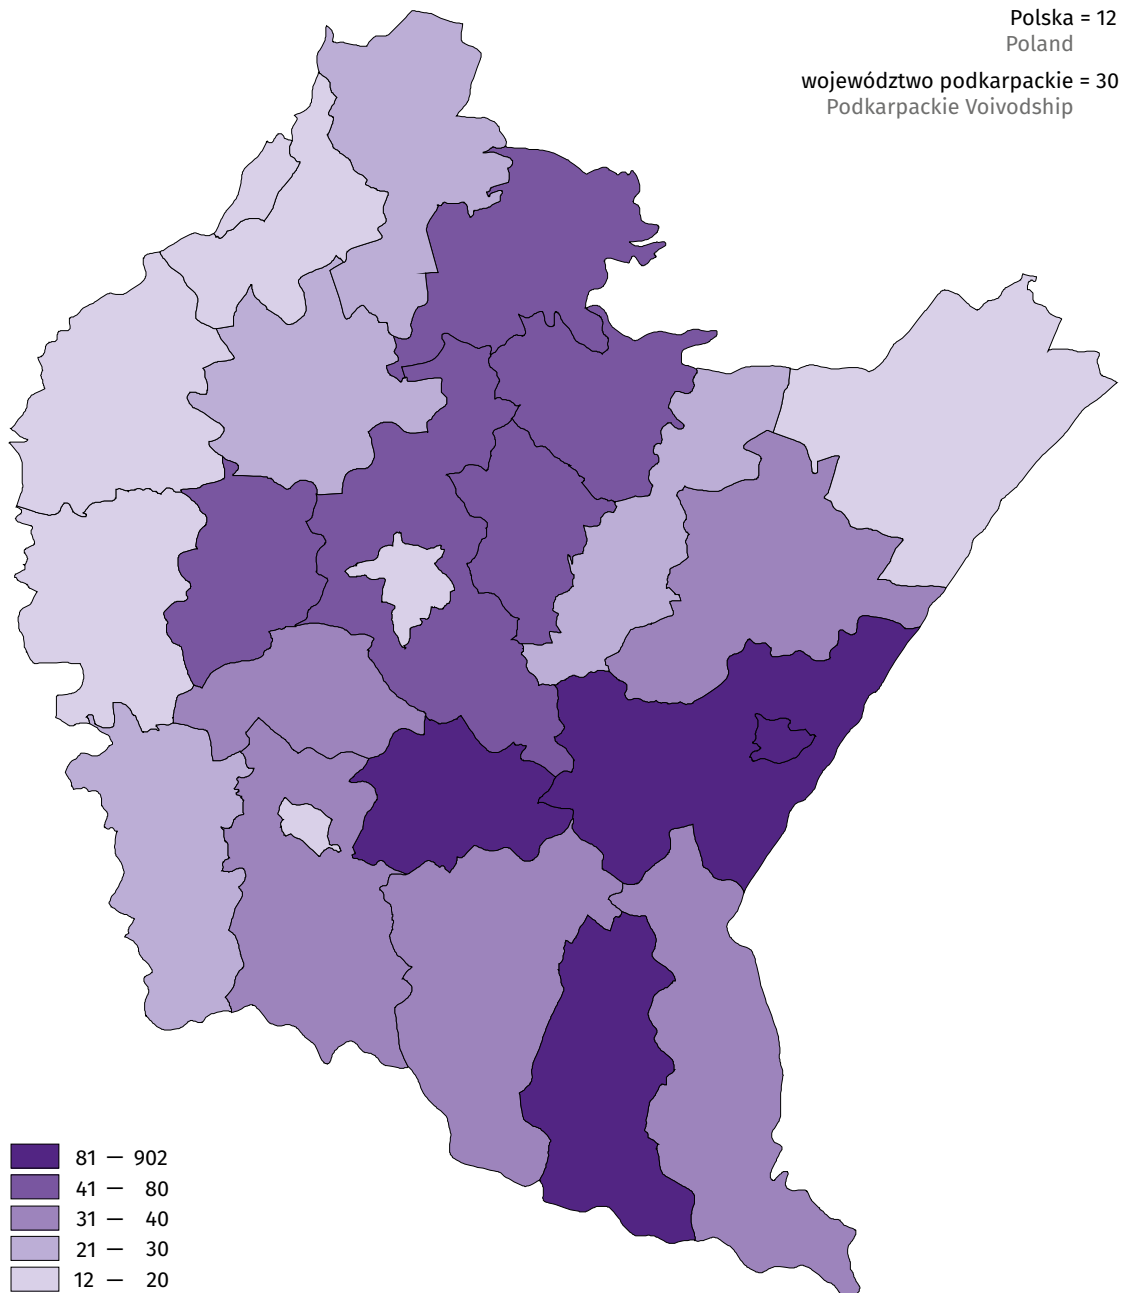 Polska = 12
Poland
województwo podkarpackie = 30
Podkarpackie Voivodship
81 — 902
41 — 80
31 — 40
21 — 30
12 — 20